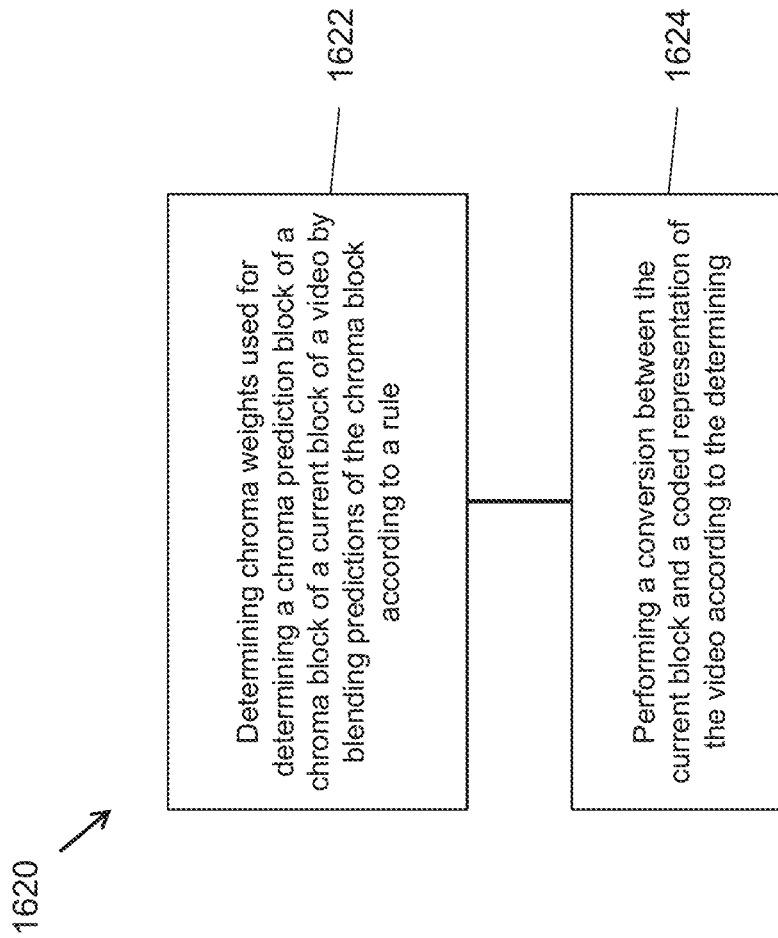 1620
Determining chroma weights used for
determining a chroma prediction block of a
chroma block of a current block of a video by
blending predictions of the chroma block
according to a rule
1622
Performing a conversion between the
current block and a coded representation of
the video according to the determining
1624